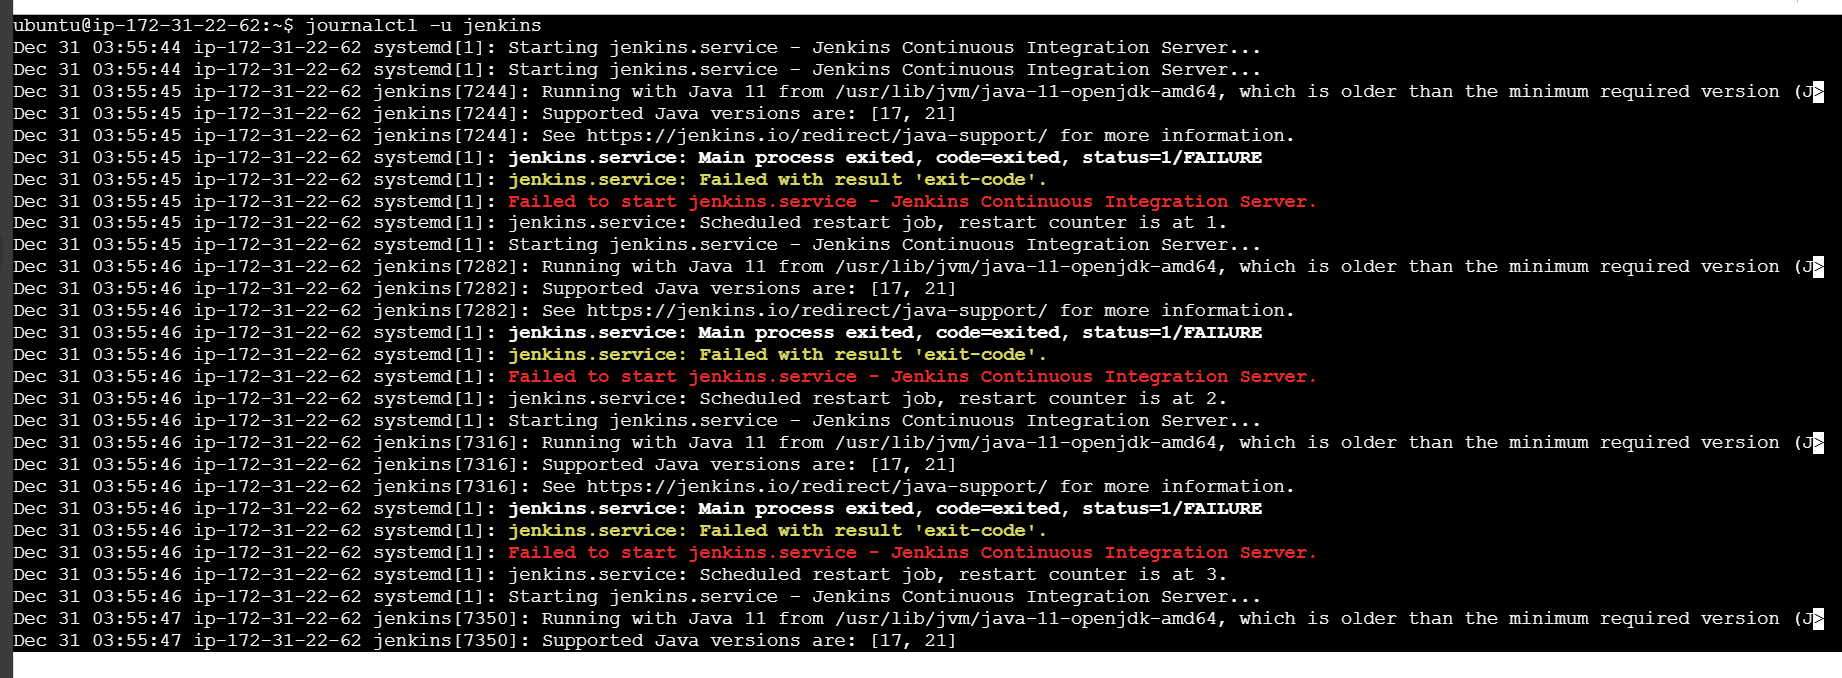 ubuntu@ip-172-31-22-62:~$ journalctl -u jenkins
Dec 31 03:55:44 ip-172-31-22-62 systemd[1]: Starting jenkins.service - Jenkins Continuous Integration Server...
Dec 31 03:55:44 ip-172-31-22-62 systemd[1]: Starting jenkins.service - Jenkins Continuous Integration Server...
Dec 31 03:55:45 ip-172-31-22-62 jenkins[7244]: Running with Java 11 from /usr/lib/jvm/java-11-openjdk-amd64, which is older than the minimum required version (J>
Dec 31 03:55:45 ip-172-31-22-62 jenkins[7244]: Supported Java versions are: [17, 21]
Dec 31 03:55:45 ip-172-31-22-62 jenkins[7244]: See https://jenkins.io/redirect/java-support/ for more information.
Dec 31 03:55:45 ip-172-31-22-62 systemd[1]: jenkins.service: Main process exited, code=exited, status=1/FAILURE
Dec 31 03:55:45 ip-172-31-22-62 systemd[1]: jenkins.service: Failed with result 'exit-code'.
Dec 31 03:55:45 ip-172-31-22-62 systemd[1]: Failed to start jenkins.service - Jenkins Continuous Integration Server.
Dec 31 03:55:45 ip-172-31-22-62 systemd[1]: jenkins.service: Scheduled restart job, restart counter is at 1.
Dec 31 03:55:45 ip-172-31-22-62 systemd[1]: Starting jenkins.service - Jenkins Continuous Integration Server...
Dec 31 03:55:46 ip-172-31-22-62 jenkins[7282]: Running with Java 11 from /usr/lib/jvm/java-11-openjdk-amd64, which is older than the minimum required version (J>
Dec 31 03:55:46 ip-172-31-22-62 jenkins[7282]: Supported Java versions are: [17, 21]
Dec 31 03:55:46 ip-172-31-22-62 jenkins[7282]: See https://jenkins.io/redirect/java-support/ for more information.
Dec 31 03:55:46 ip-172-31-22-62 systemd[1]: jenkins.service: Main process exited, code=exited, status=1/FAILURE
Dec 31 03:55:46 ip-172-31-22-62 systemd[1]: jenkins.service: Failed with result 'exit-code'.
Dec 31 03:55:46 ip-172-31-22-62 systemd[1]: Failed to start jenkins.service - Jenkins Continuous Integration Server.
Dec 31 03:55:46 ip-172-31-22-62 systemd[1]: jenkins.service: Scheduled restart job, restart counter is at 2.
Dec 31 03:55:46 ip-172-31-22-62 systemd[1]: Starting jenkins.service - Jenkins Continuous Integration Server...
Dec 31 03:55:46 ip-172-31-22-62 jenkins[7316]: Running with Java 11 from /usr/lib/jvm/java-11-openjdk-amd64, which is older than the minimum required version (J>
Dec 31 03:55:46 ip-172-31-22-62 jenkins[7316]: Supported Java versions are: [17, 21]
Dec 31 03:55:46 ip-172-31-22-62 jenkins[7316]: See https://jenkins.io/redirect/java-support/ for more information.
Dec 31 03:55:46 ip-172-31-22-62 systemd[1]: jenkins.service: Main process exited, code=exited, status=1/FAILURE
Dec 31 03:55:46 ip-172-31-22-62 systemd[1]: jenkins.service: Failed with result 'exit-code'.
Dec 31 03:55:46 ip-172-31-22-62 systemd[1]: Failed to start jenkins.service - Jenkins Continuous Integration Server.
Dec 31 03:55:46 ip-172-31-22-62 systemd[1]: jenkins.service: Scheduled restart job, restart counter is at 3.
Dec 31 03:55:46 ip-172-31-22-62 systemd[1]: Starting jenkins.service - Jenkins Continuous Integration Server...
Dec 31 03:55:47 ip-172-31-22-62 jenkins[7350]: Running with Java 11 from /usr/lib/jvm/java-11-openjdk-amd64, which is older than the minimum required version (J>
Dec 31 03:55:47 ip-172-31-22-62 jenkins[7350]: Supported Java versions are: [17, 21]